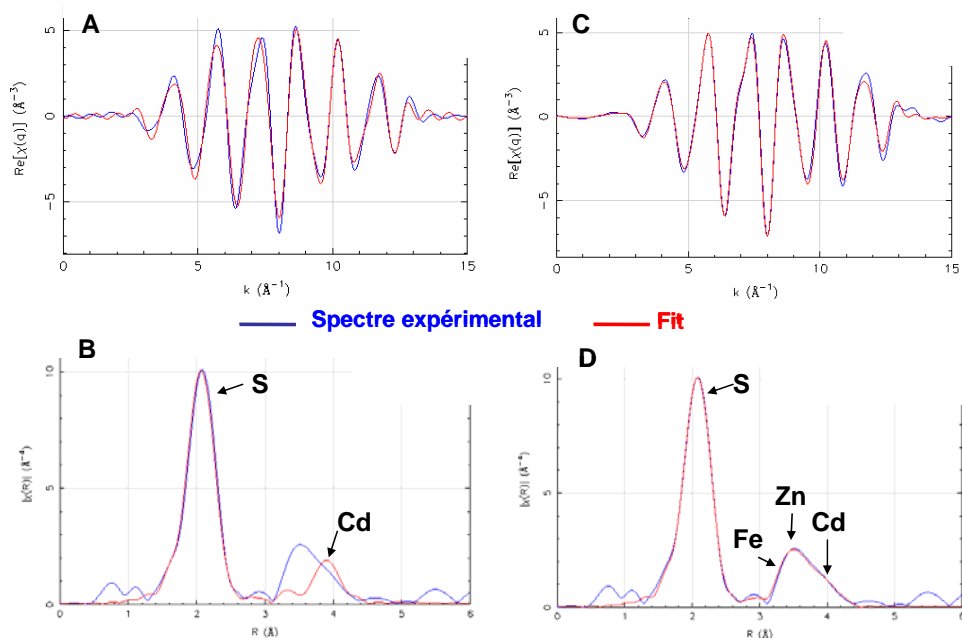 A
Re[χ(q)] (Å⁻³)
5
0
−5
0 5 10 15
k (Å⁻¹)
C
Re[χ(q)] (Å⁻³)
5
0
−5
0 5 10 15
k (Å⁻¹)
Spectre expérimental Fit
B
S
Cd
|χ(R)| (Å⁻⁴)
10
5
0
0 1 2 3 4 5 6
R (Å)
D
S
Fe
Zn
Cd
|χ(R)| (Å⁻⁴)
10
5
0
0 1 2 3 4 5 6
R (Å)